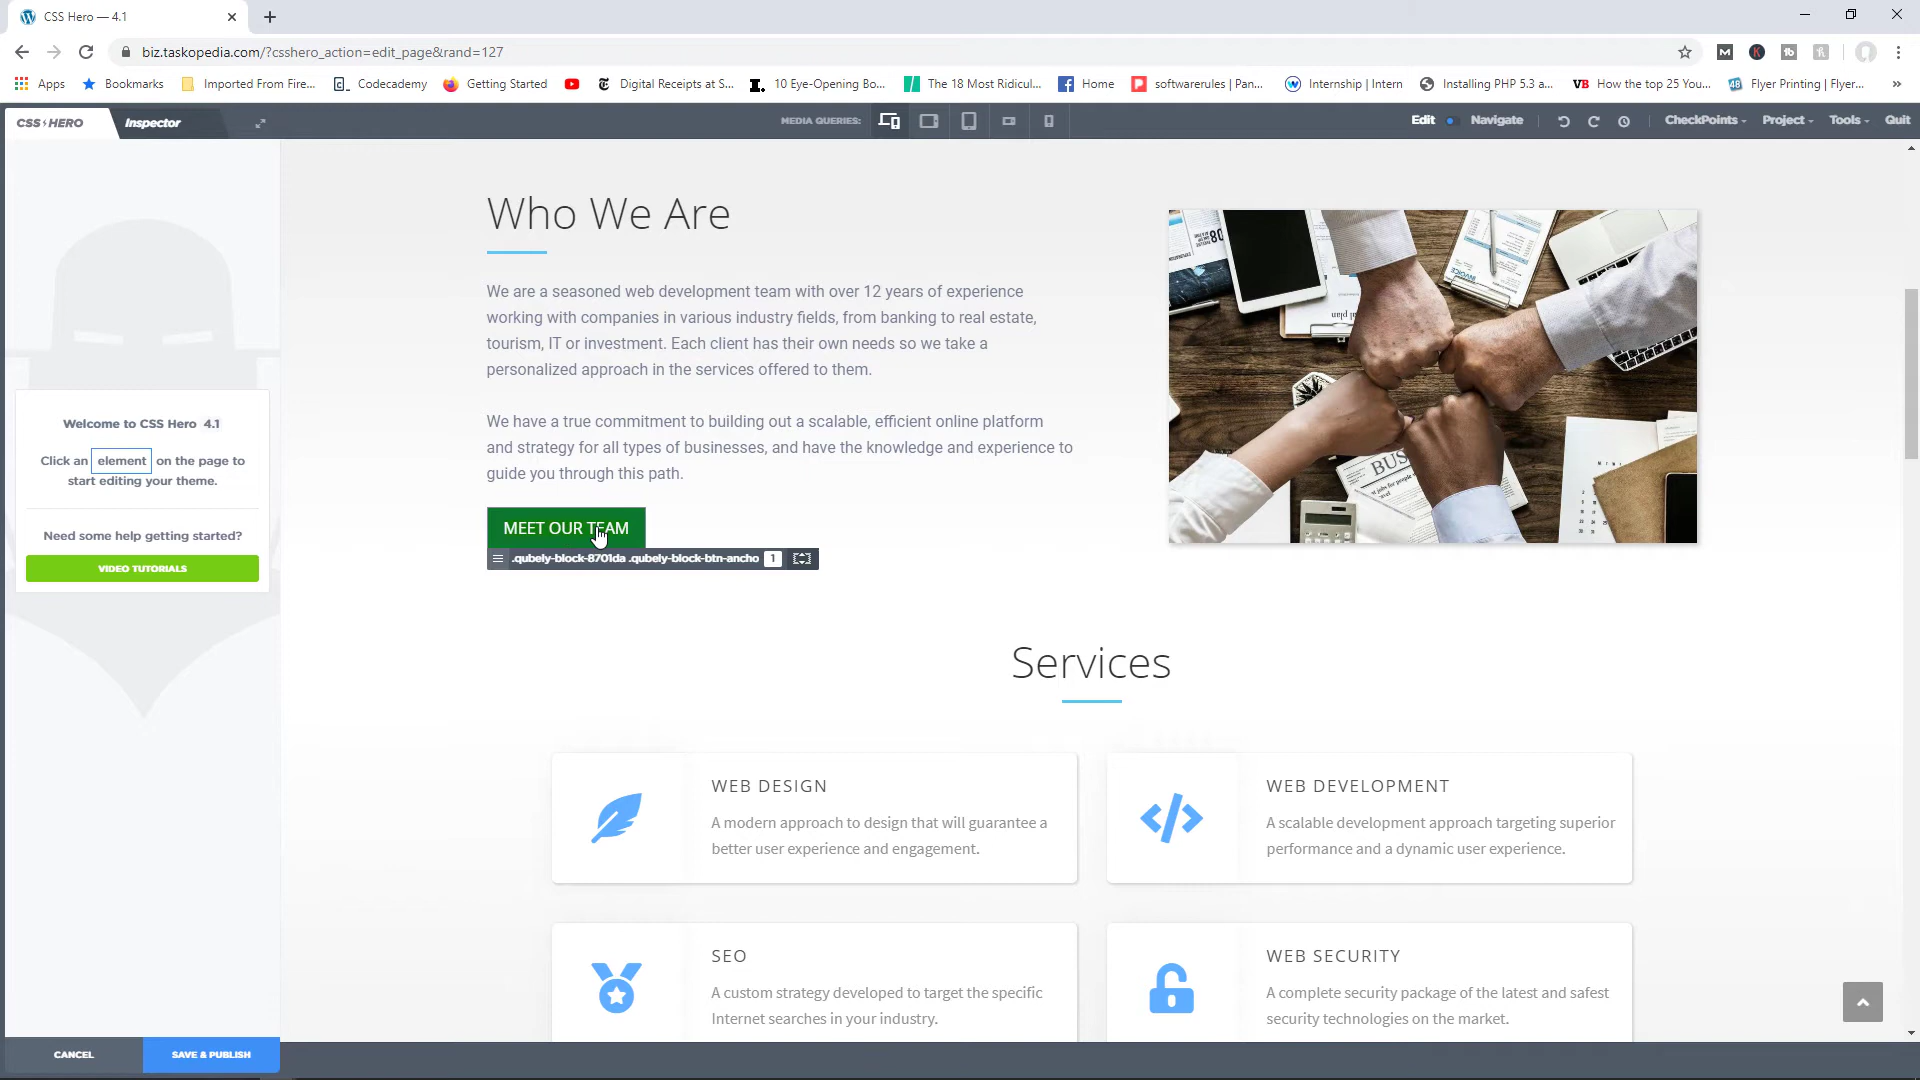 CSS Hero — 4.1
biz.taskopedia.com/?csshero_action=edit_page&rand=127
Apps Bookmarks Imported From Fire... Codecademy Getting Started Digital Receipts at S... 10 Eye-Opening Bo... The 18 Most Ridicul... Home softwarerules | Pan... Internship | Intern Installing PHP 5.3 a... How the top 25 You... Flyer Printing | Flyer... »
CSS HERO Inspector MEDIA QUERIES: Edit Navigate CheckPoints Project Tools Quit
Who We Are
We are a seasoned web development team with over 12 years of experience
working with companies in various industry fields, from banking to real estate,
tourism, IT or investment. Each client has their own needs so we take a
personalized approach in the services offered to them.
We have a true commitment to building out a scalable, efficient online platform
and strategy for all types of businesses, and have the knowledge and experience to
guide you through this path.
MEET OUR TEAM
.qubely-block-8701da .qubely-block-btn-ancho 1
Welcome to CSS Hero 4.1
Click an element on the page to
start editing your theme.
Need some help getting started?
VIDEO TUTORIALS
Services
WEB DESIGN
A modern approach to design that will guarantee a
better user experience and engagement.
WEB DEVELOPMENT
A scalable development approach targeting superior
performance and a dynamic user experience.
SEO
A custom strategy developed to target the specific
Internet searches in your industry.
WEB SECURITY
A complete security package of the latest and safest
security technologies on the market.
CANCEL SAVE & PUBLISH